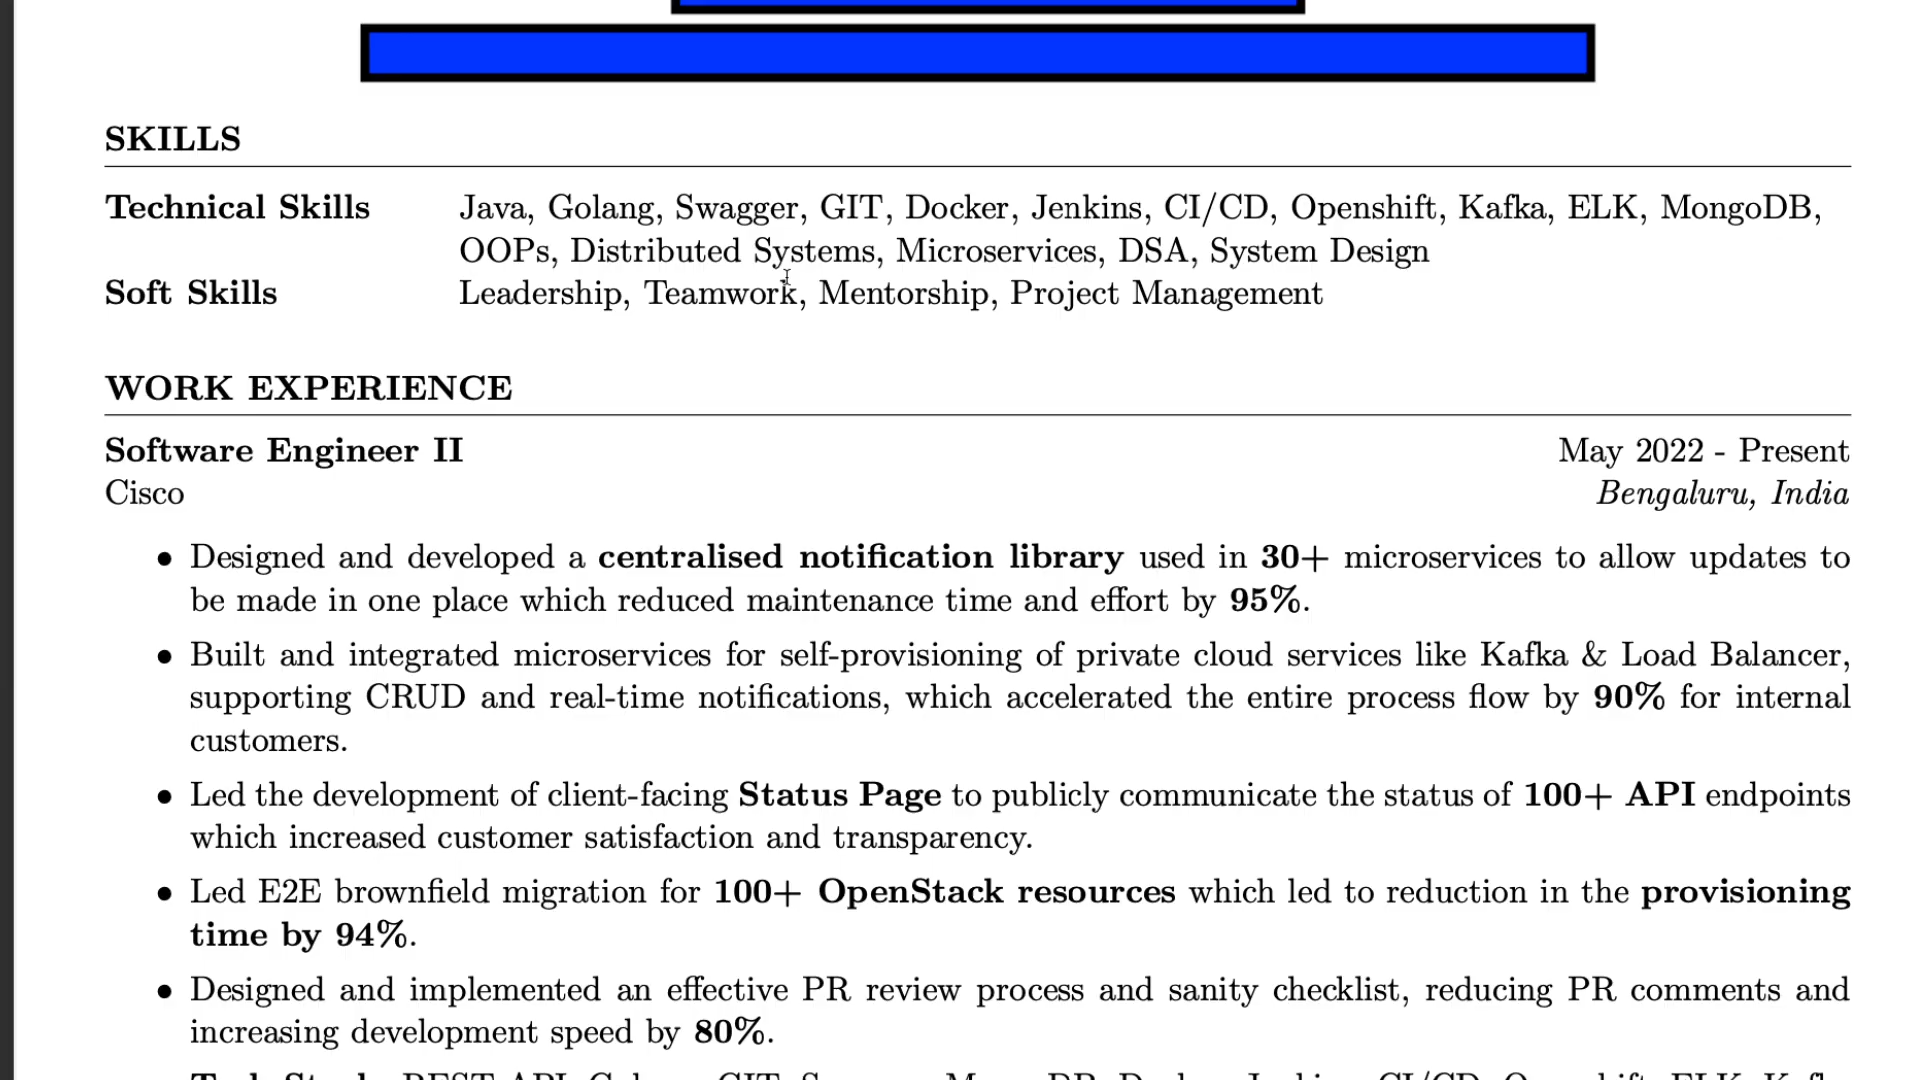 SKILLS
Technical Skills Java, Golang, Swagger, GIT, Docker, Jenkins, CI/CD, Openshift, Kafka, ELK, MongoDB,
OOPs, Distributed Systems, Microservices, DSA, System Design
Soft Skills Leadership, Teamwork, Mentorship, Project Management
WORK EXPERIENCE
Software Engineer II May 2022 - Present
Cisco Bengaluru, India
• Designed and developed a centralised notification library used in 30+ microservices to allow updates to
be made in one place which reduced maintenance time and effort by 95%.
• Built and integrated microservices for self-provisioning of private cloud services like Kafka & Load Balancer,
supporting CRUD and real-time notifications, which accelerated the entire process flow by 90% for internal
customers.
• Led the development of client-facing Status Page to publicly communicate the status of 100+ API endpoints
which increased customer satisfaction and transparency.
• Led E2E brownfield migration for 100+ OpenStack resources which led to reduction in the provisioning
time by 94%.
• Designed and implemented an effective PR review process and sanity checklist, reducing PR comments and
increasing development speed by 80%.